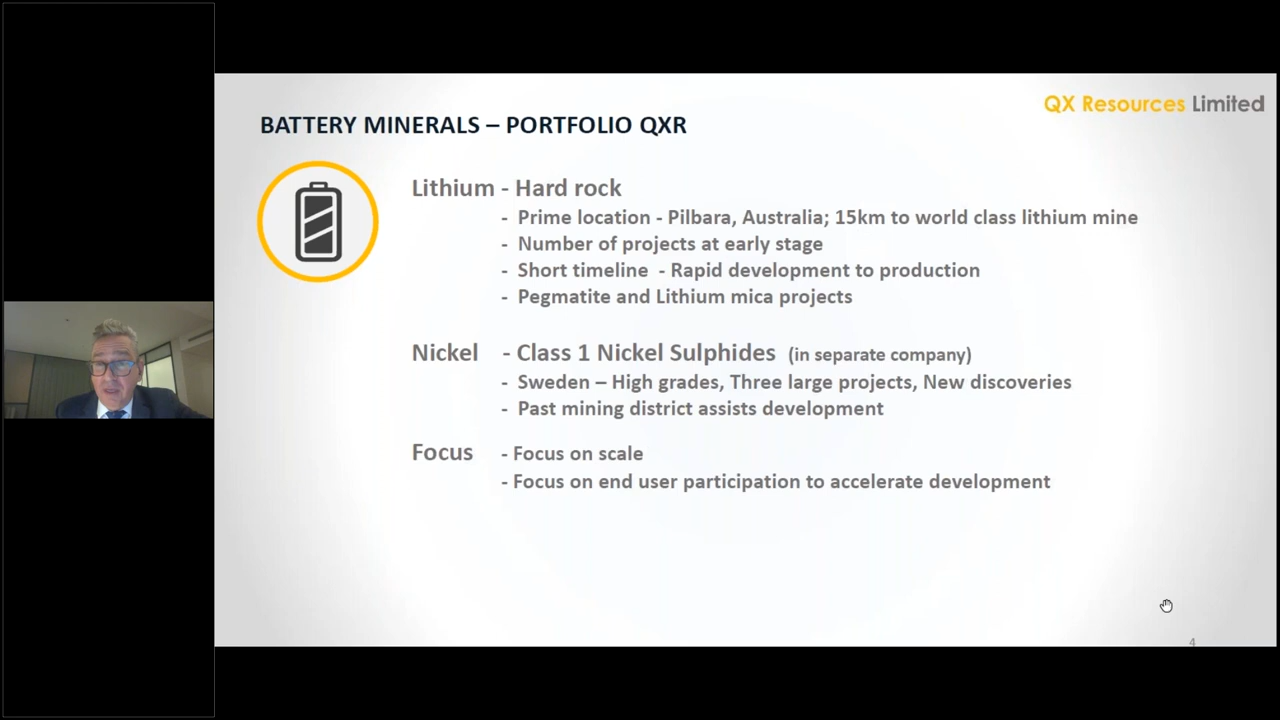 QX Resources Limited
BATTERY MINERALS – PORTFOLIO QXR
Lithium - Hard rock
- Prime location - Pilbara, Australia; 15km to world class lithium mine
- Number of projects at early stage
- Short timeline - Rapid development to production
- Pegmatite and Lithium mica projects
Nickel - Class 1 Nickel Sulphides (in separate company)
- Sweden – High grades, Three large projects, New discoveries
- Past mining district assists development
Focus - Focus on scale
- Focus on end user participation to accelerate development
4